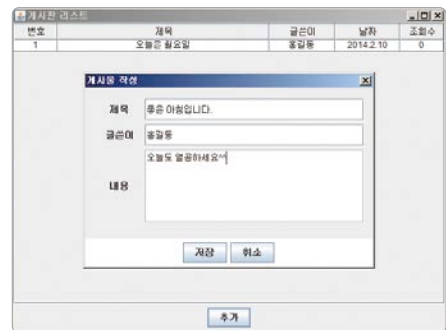 게시판 리스트
번호 제목 글쓴이 날짜 조회수
1 오늘은 월요일 홍길동 2014.2.10 0
게시물 작성
제목 좋은 아침입니다.
글쓴이 홍길동
내용 오늘도 열공하세요^^
저장 취소
추가